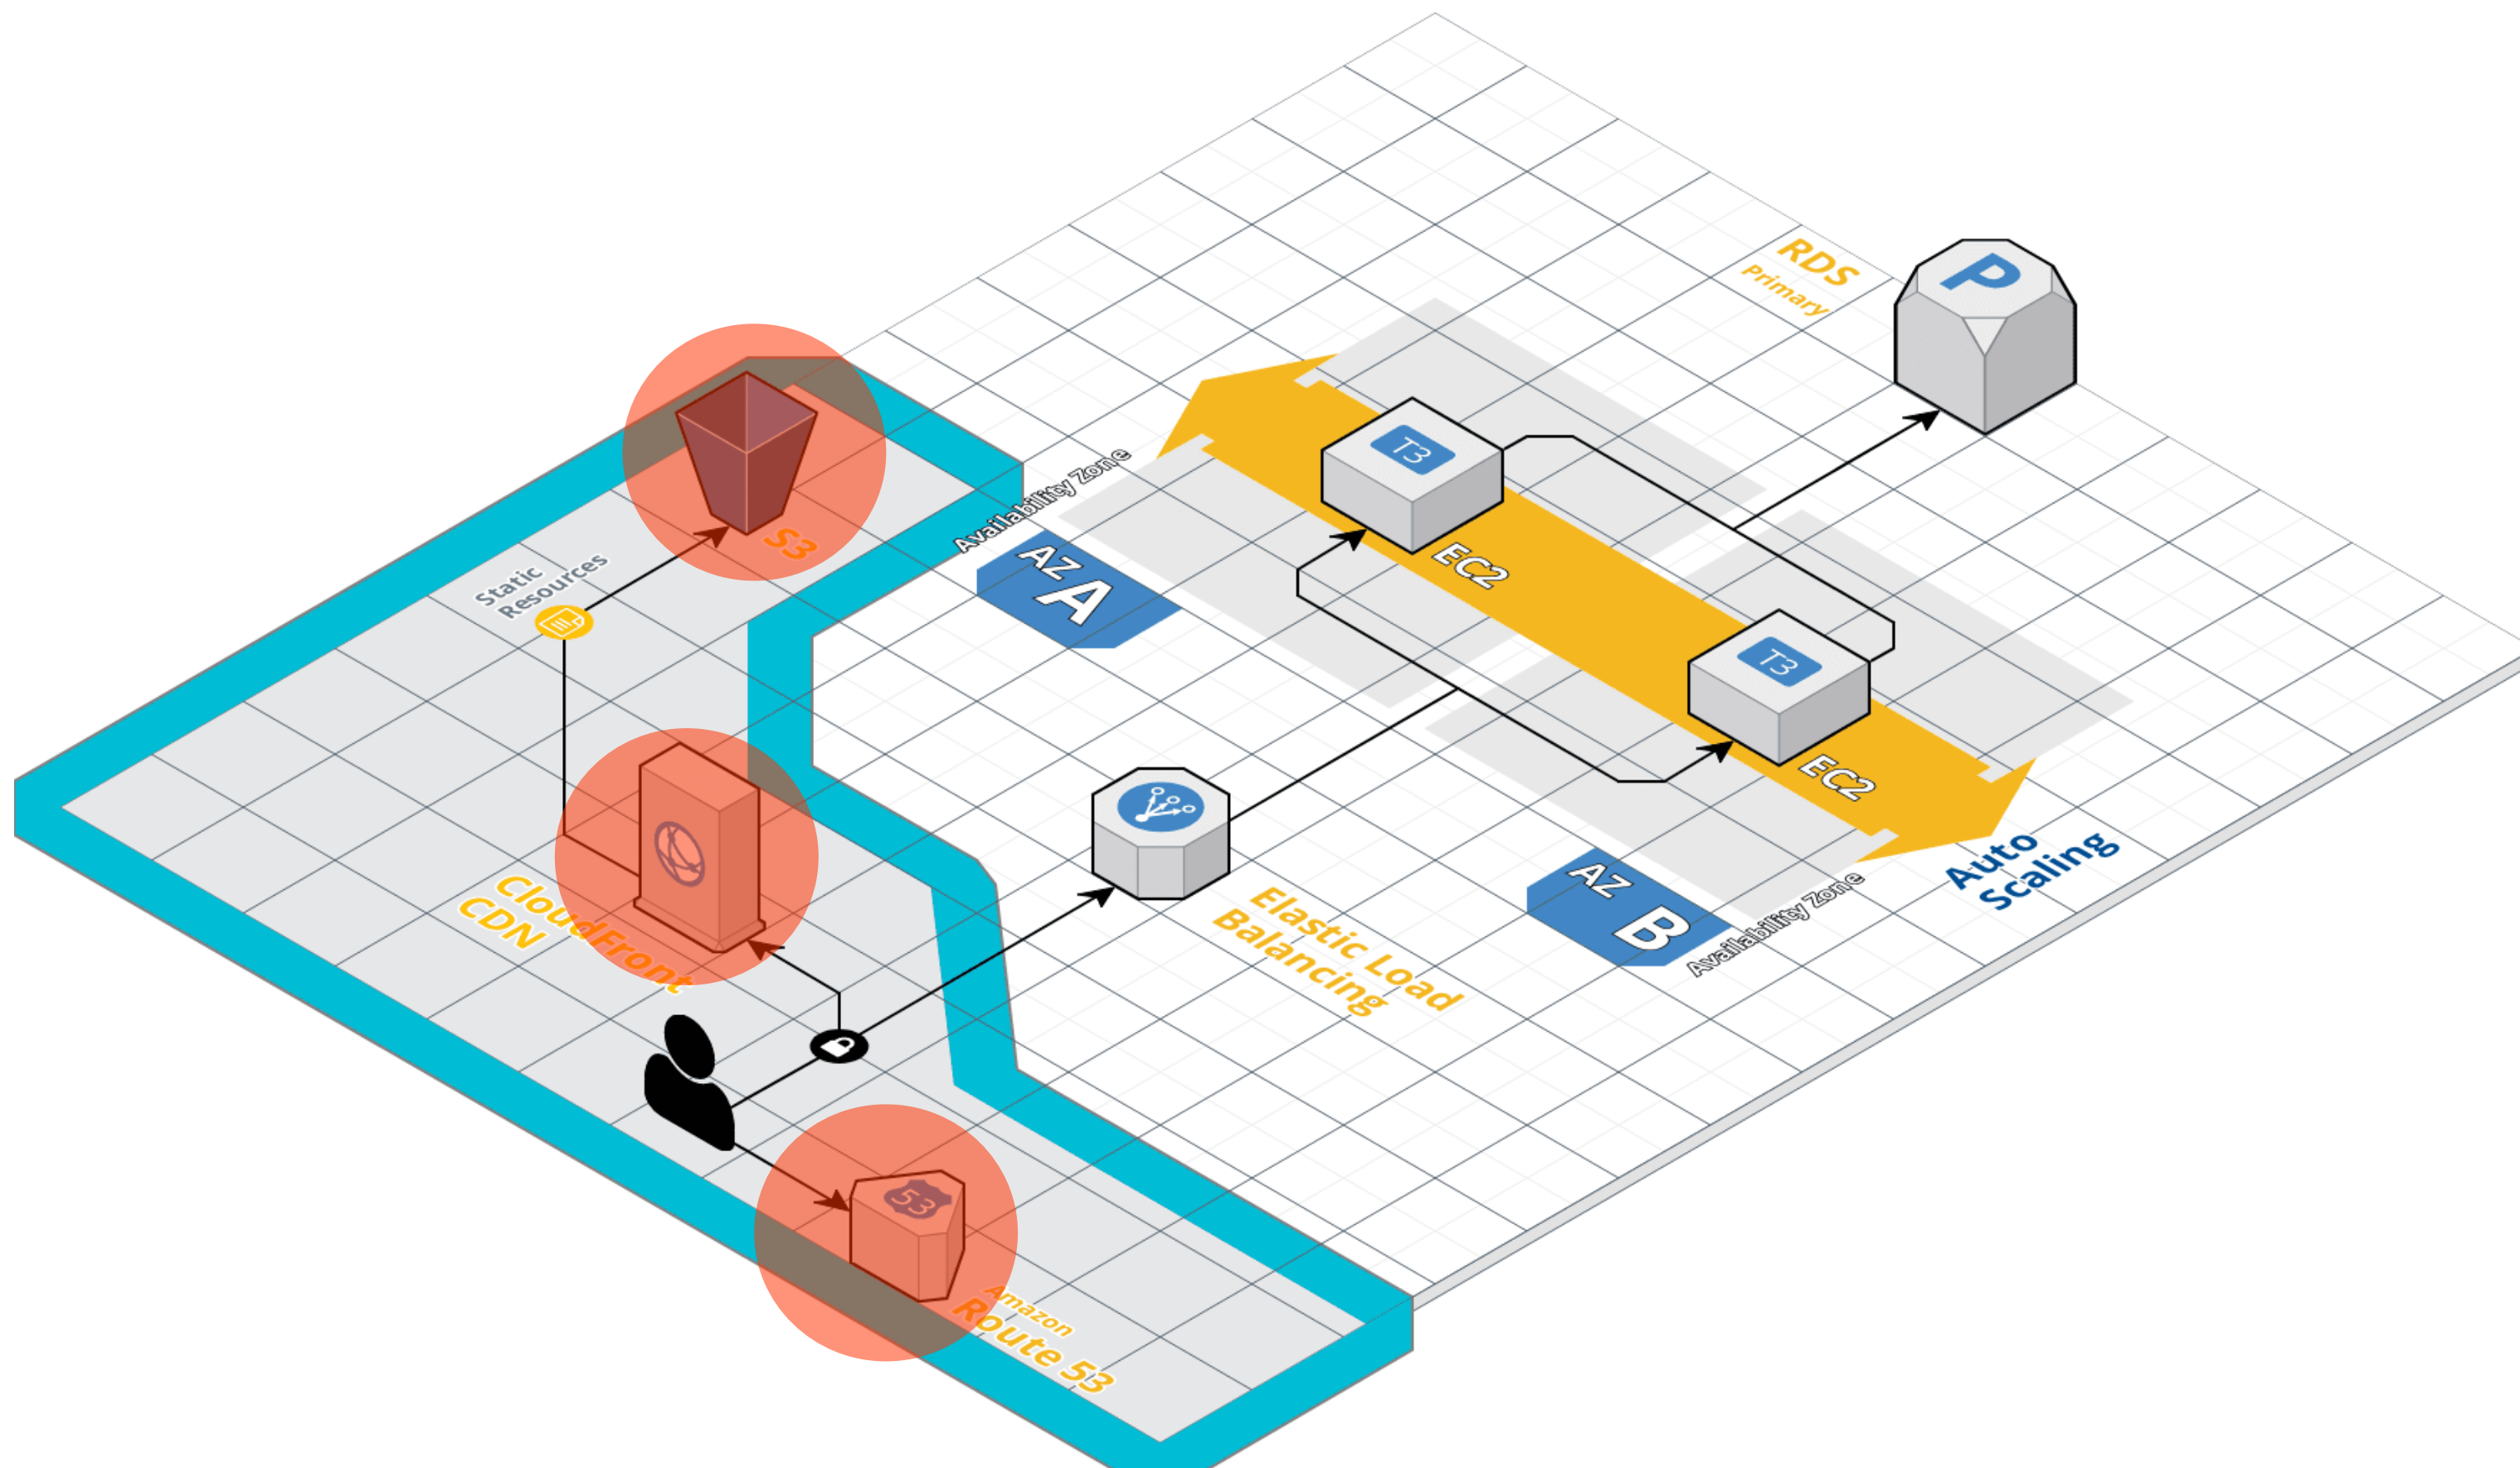 RDS
Primary
P
S3
T3
EC2
Availability Zone
AZ
A
Static
Resources
T3
EC2
Auto
Scaling
AZ
B
Availability Zone
Elastic Load
Balancing
CloudFront
CDN
53
Amazon
Route 53